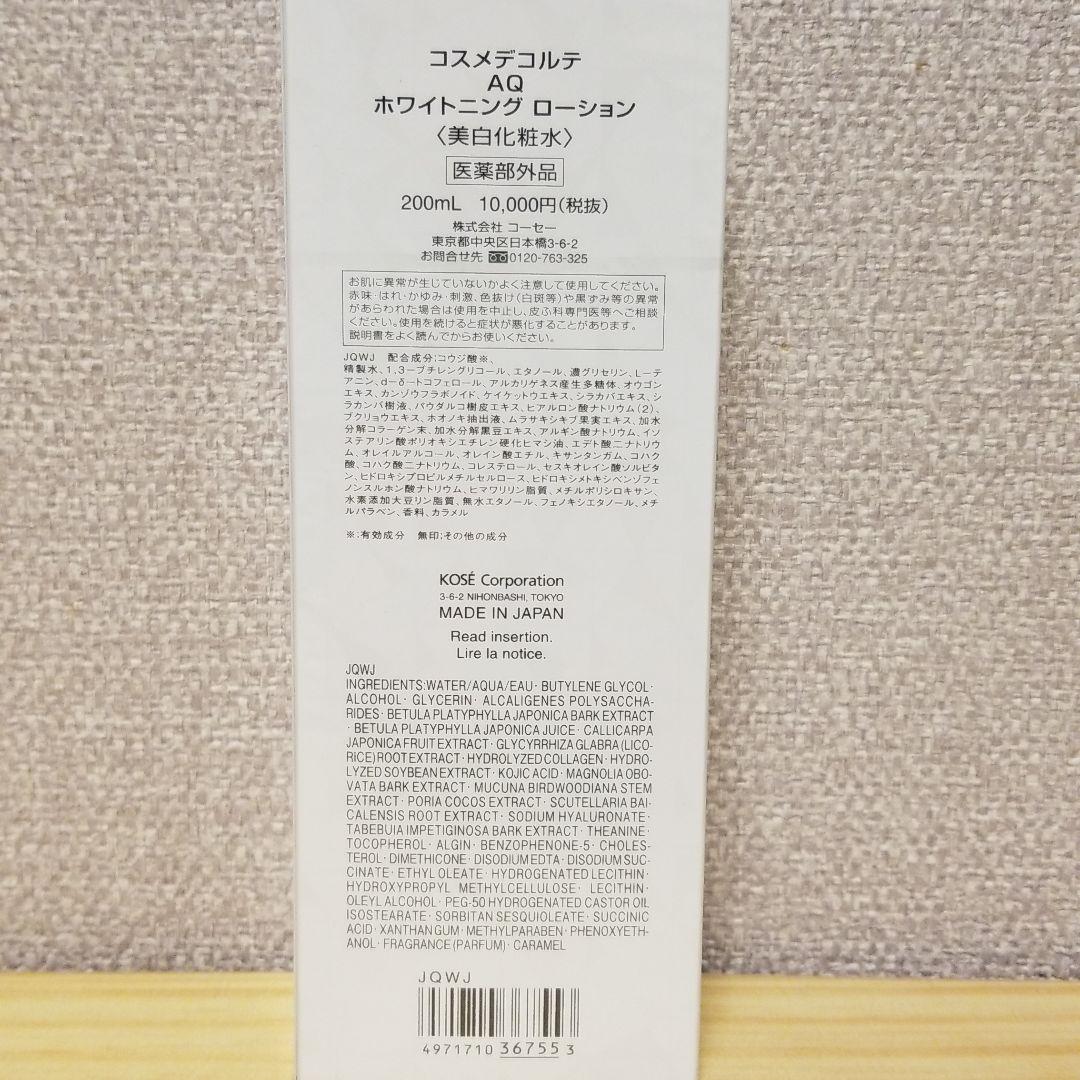 コスメデコルテ
AQ
ホワイトニング ローション
〈美白化粧水〉
医薬部外品
200mL 10,000円(税抜)
株式会社 コーセー
東京都中央区日本橋3-6-2
お問合せ先 0120-763-325
お肌に異常が生じていないかよく注意して使用してください。
赤味・はれ・かゆみ・刺激、色抜け(白斑等)や黒ずみ等の異常
があらわれた場合は使用を中止し、皮ふ科専門医等へご相談
ください。使用を続けると症状が悪化することがあります。
説明書をよく読んでからお使いください。
JQWJ 配合成分:コウジ酸※、
精製水、1,3-ブチレングリコール、エタノール、濃グリセリン、L-テ
アニン、d-δ-トコフェロール、アルカリゲネス産生多糖体、オウゴン
エキス、カンゾウフラボノイド、ケイケットウエキス、シラカバエキス、シ
ラカンバ樹液、パウダルコ樹皮エキス、ヒアルロン酸ナトリウム(2)、
ブクリョウエキス、ホオノキ抽出液、ムラサキシキブ果実エキス、加水
分解コラーゲン末、加水分解黒豆エキス、アルギン酸ナトリウム、イソ
ステアリン酸ポリオキシエチレン硬化ヒマシ油、エデト酸二ナトリウ
ム、オレイルアルコール、オレイン酸エチル、キサンタンガム、コハク
酸、コハク酸二ナトリウム、コレステロール、セスキオレイン酸ソルビタ
ン、ヒドロキシプロピルメチルセルロース、ヒドロキシメトキシベンゾフェ
ノンスルホン酸ナトリウム、ヒマワリリン脂質、メチルポリシロキサン、
水素添加大豆リン脂質、無水エタノール、フェノキシエタノール、メチ
ルパラベン、香料、カラメル
※:有効成分 無印:その他の成分
KOSÉ Corporation
3-6-2 NIHONBASHI, TOKYO
MADE IN JAPAN
Read insertion.
Lire la notice.
JQWJ
INGREDIENTS:WATER/AQUA/EAU· BUTYLENE GLYCOL·
ALCOHOL· GLYCERIN· ALCALIGENES POLYSACCHA-
RIDES· BETULA PLATYPHYLLA JAPONICA BARK EXTRACT
· BETULA PLATYPHYLLA JAPONICA JUICE· CALLICARPA
JAPONICA FRUIT EXTRACT· GLYCYRRHIZA GLABRA (LICO-
RICE) ROOT EXTRACT· HYDROLYZED COLLAGEN· HYDRO-
LYZED SOYBEAN EXTRACT· KOJIC ACID· MAGNOLIA OBO-
VATA BARK EXTRACT· MUCUNA BIRDWOODIANA STEM
EXTRACT· PORIA COCOS EXTRACT· SCUTELLARIA BAI-
CALENSIS ROOT EXTRACT· SODIUM HYALURONATE·
TABEBUIA IMPETIGINOSA BARK EXTRACT· THEANINE·
TOCOPHEROL· ALGIN· BENZOPHENONE-5· CHOLES-
TEROL· DIMETHICONE· DISODIUM EDTA· DISODIUM SUC-
CINATE· ETHYL OLEATE· HYDROGENATED LECITHIN·
HYDROXYPROPYL METHYLCELLULOSE· LECITHIN·
OLEYL ALCOHOL· PEG-50 HYDROGENATED CASTOR OIL
ISOSTEARATE· SORBITAN SESQUIOLEATE· SUCCINIC
ACID· XANTHAN GUM· METHYLPARABEN· PHENOXYETH-
ANOL· FRAGRANCE (PARFUM)· CARAMEL
JQWJ
4971710 36755 3